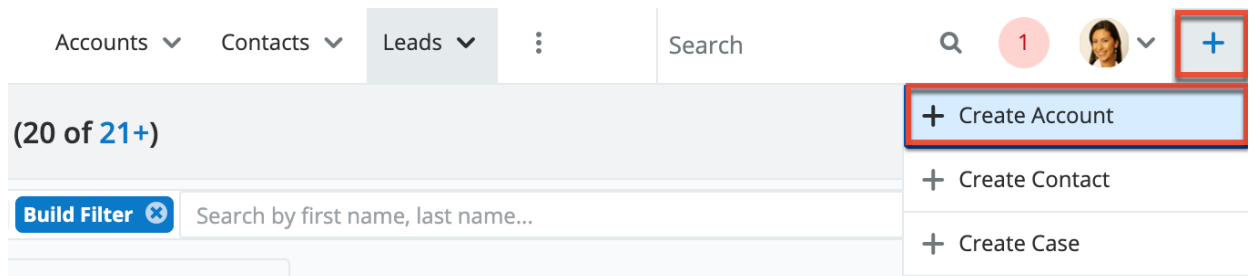 Accounts Contacts Leads Search 1
Create Account
(20 of 21+)
Create Contact
Build Filter Search by first name, last name...
Create Case